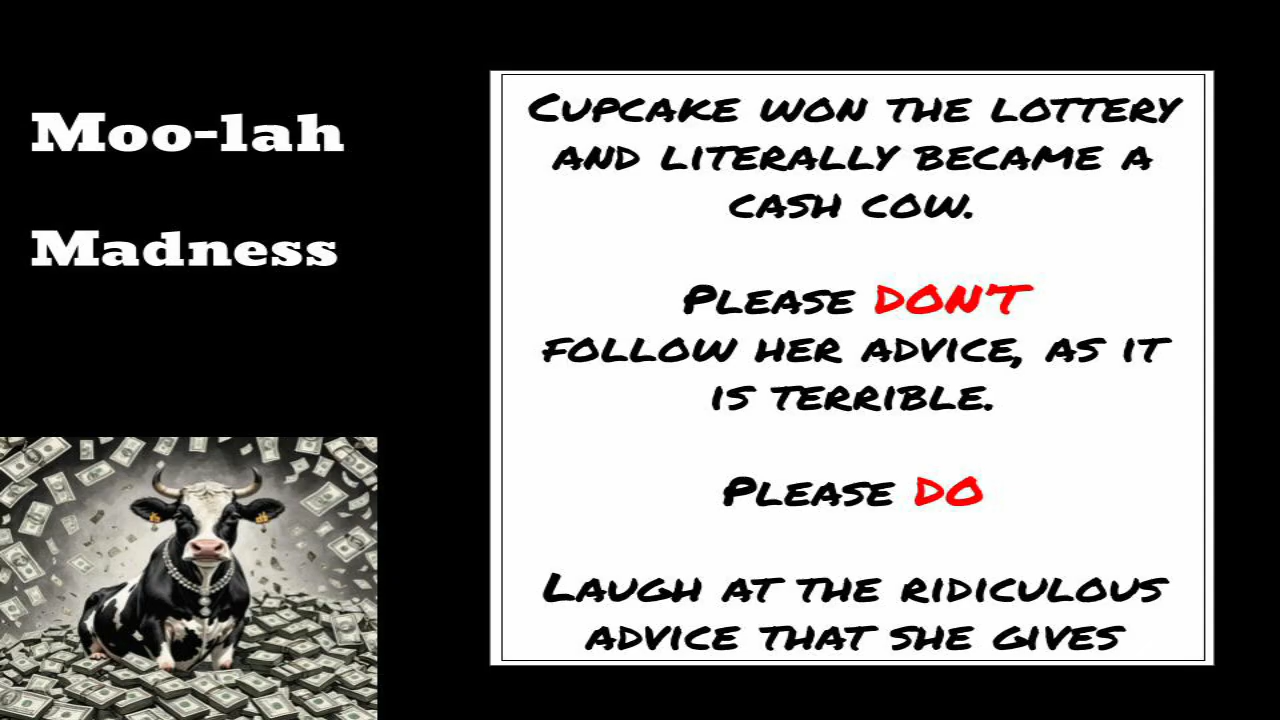 Moo-lah
Madness
Cupcake won the lottery
and literally became a
cash cow.
Please DON'T
follow her advice, as it
is terrible.
Please DO
Laugh at the ridiculous
advice that she gives